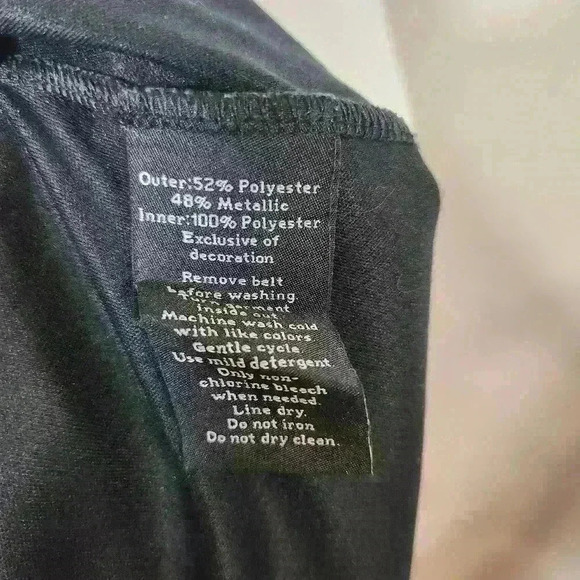 Outer:52% Polyester
48% Metallic
Inner:100% Polyester
Exclusive of
decoration
Remove belt
before washing.
Turn garment
inside out.
Machine wash cold
with like colors
Gentle cycle.
Use mild detergent.
Only non-
chlorine bleach
when needed.
Line dry.
Do not iron
Do not dry clean.